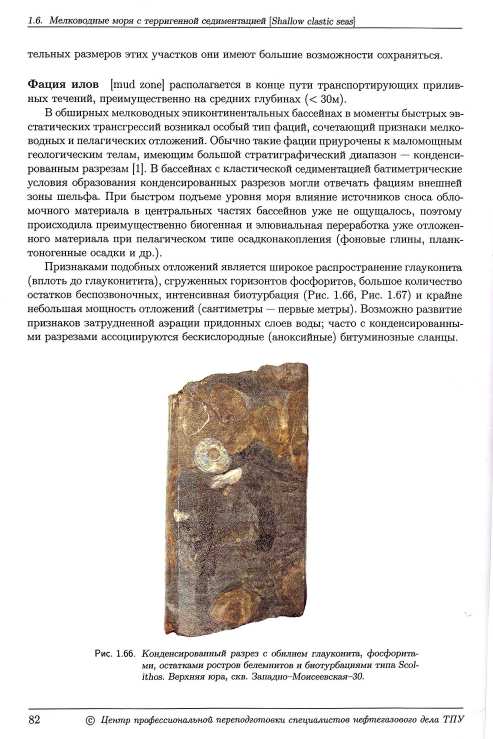 1.6. Мелководные моря с терригенной седиментацией [Shallow clastic seas]
тельных размеров этих участков они имеют большие возможности сохраняться.
Фация илов [mud zone] располагается в конце пути транспортирующих прилив-
ных течений, преимущественно на средних глубинах (< 30м).
В обширных мелководных эпиконтинентальных бассейнах в моменты быстрых эв-
статических трансгрессий возникал особый тип фаций, сочетающий признаки мелко-
водных и пелагических отложений. Обычно такие фации приурочены к маломощным
геологическим телам, имеющим большой стратиграфический диапазон — конденси-
рованным разрезам [1]. В бассейнах с кластической седиментацией батиметрические
условия образования конденсированных разрезов могли отвечать фациям внешней
зоны шельфа. При быстром подъеме уровня моря влияние источников сноса обло-
мочного материала в центральных частях бассейнов уже не ощущалось, поэтому
происходила преимущественно биогенная и элювиальная переработка уже отложен-
ного материала при пелагическом типе осадконакопления (фоновые глины, планк-
тоногенные осадки и др.).
Признаками подобных отложений является широкое распространение глауконита
(вплоть до глауконитита), сгруженных горизонтов фосфоритов, большое количество
остатков беспозвоночных, интенсивная биотурбация (Рис. 1.66, Рис. 1.67) и крайне
небольшая мощность отложений (сантиметры — первые метры). Возможно развитие
признаков затрудненной аэрации придонных слоев воды; часто с конденсированны-
ми разрезами ассоциируются бескислородные (аноксийные) битуминозные сланцы.
Рис. 1.66. Конденсированный разрез с обилием глауконита, фосфорита-
ми, остатками ростров белемнитов и биотурбациями типа Scol-
ithos. Верхняя юра, скв. Западно–Моисеевская–30.
82 © Центр профессиональной переподготовки специалистов нефтегазового дела ТПУ